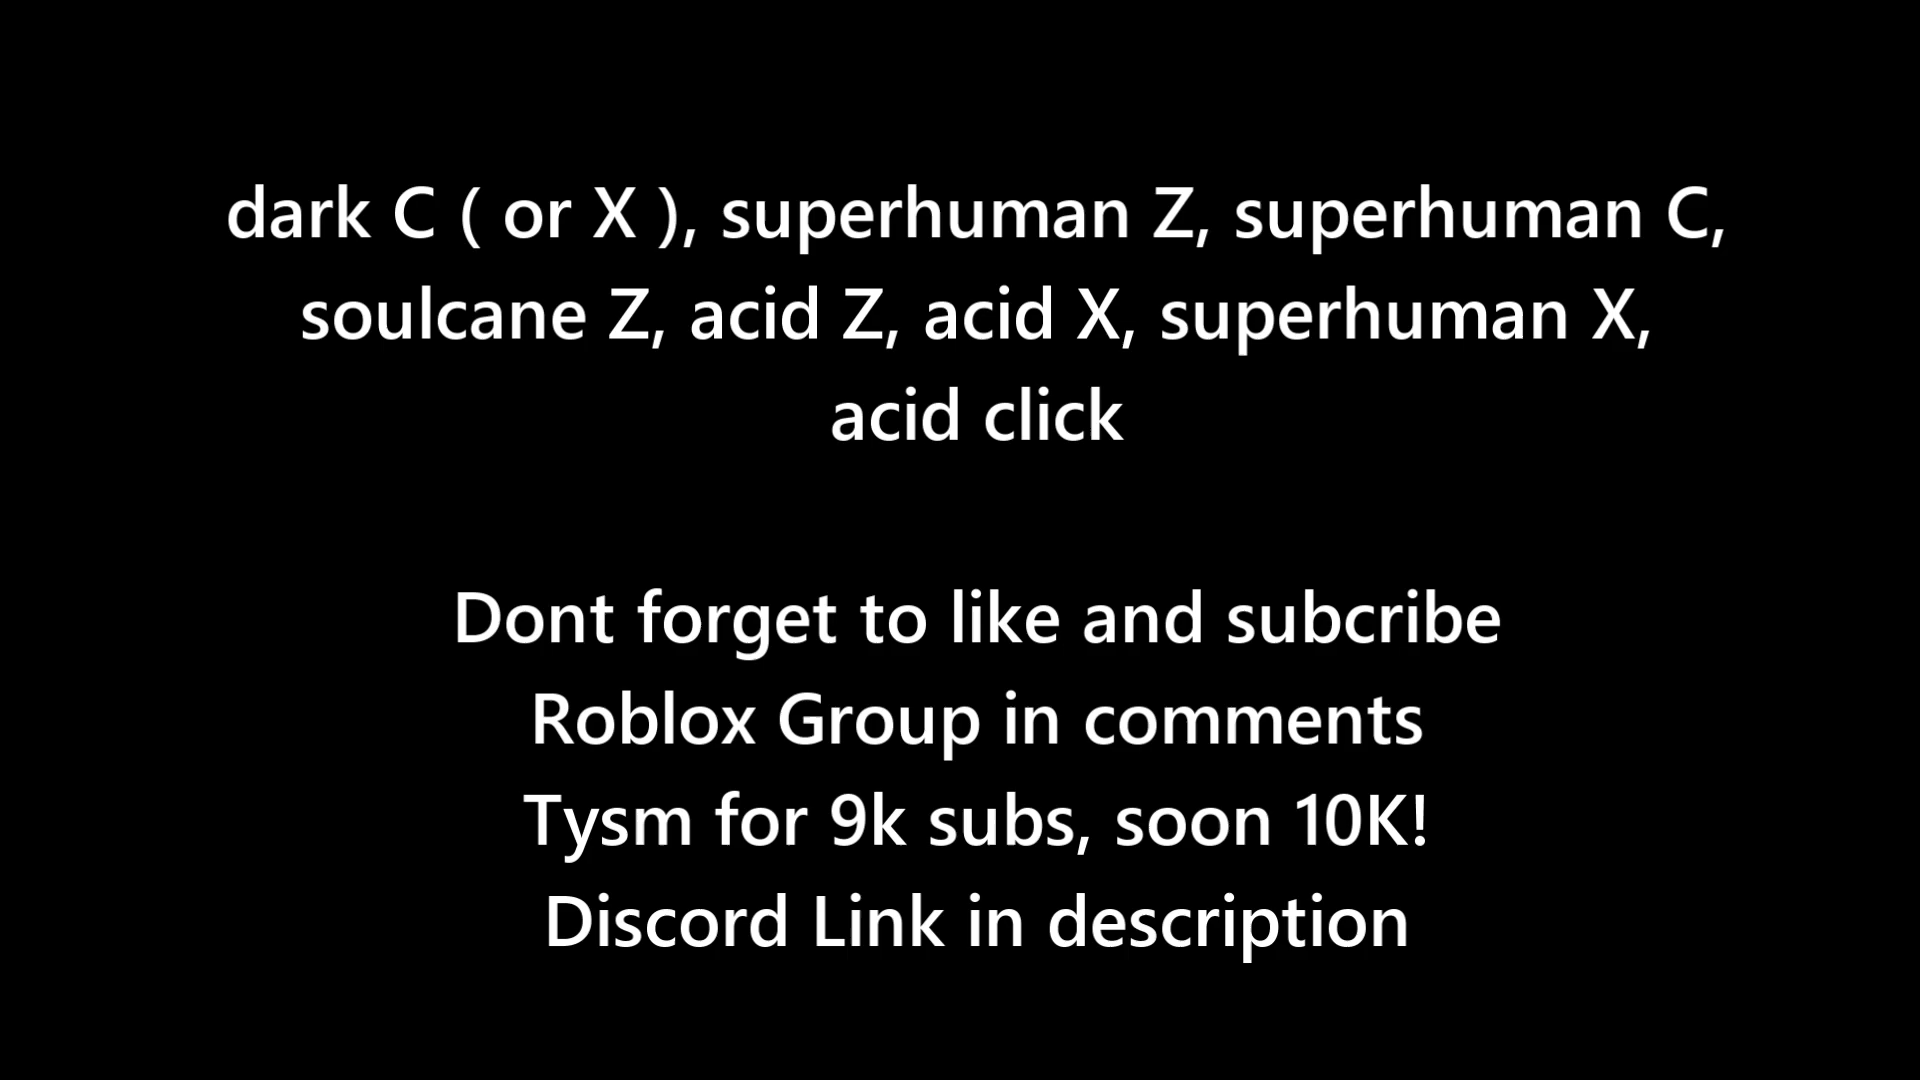 dark C ( or X ), superhuman Z, superhuman C,
soulcane Z, acid Z, acid X, superhuman X,
acid click
Dont forget to like and subcribe
Roblox Group in comments
Tysm for 9k subs, soon 10K!
Discord Link in description